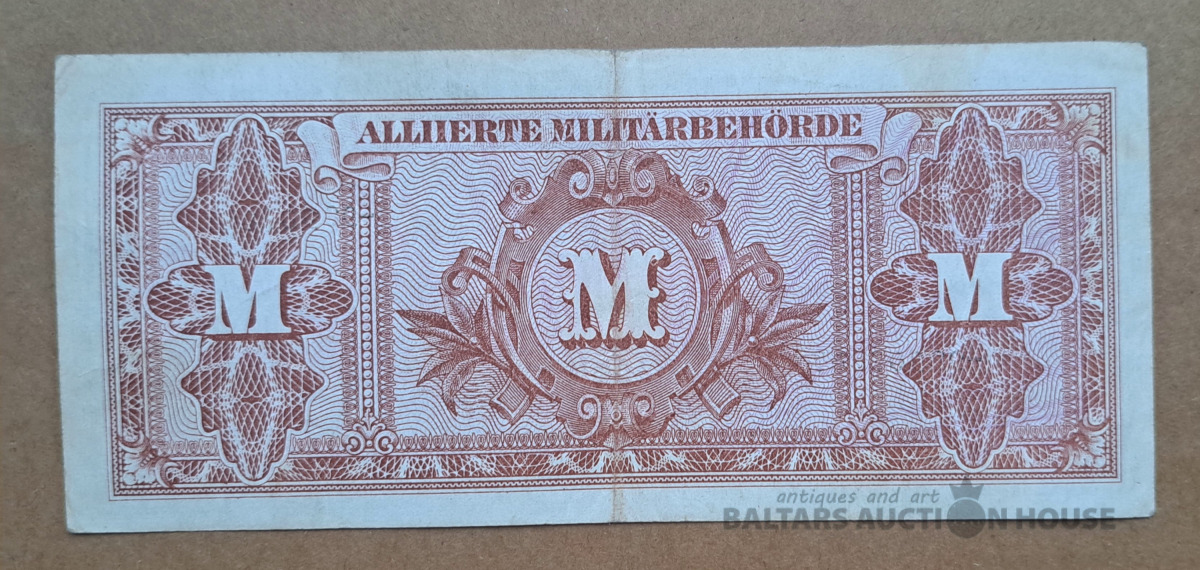 ALLIIERTE MILITÄRBEHÖRDE
M M M
antiques and art
BALTARS AUCTION HOUSE